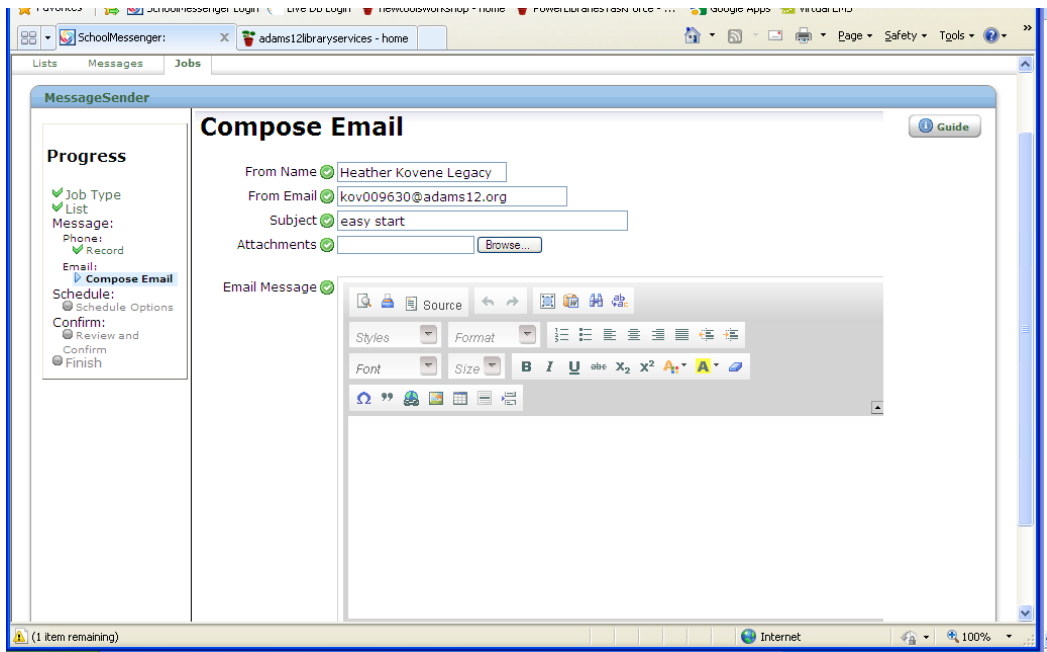 SchoolMessenger: X adams12libraryservices - home Page Safety Tools
Lists Messages Jobs
MessageSender
Compose Email
Guide
Progress
Job Type
List
Message:
Phone:
Record
Email:
Compose Email
Schedule:
Schedule Options
Confirm:
Review and
Confirm
Finish
From Name Heather Kovene Legacy
From Email kov009630@adams12.org
Subject easy start
Attachments Browse...
Email Message
Source
Styles Format
Font Size B I U abc X₂ X² A A
Ω
(1 item remaining) Internet 100%